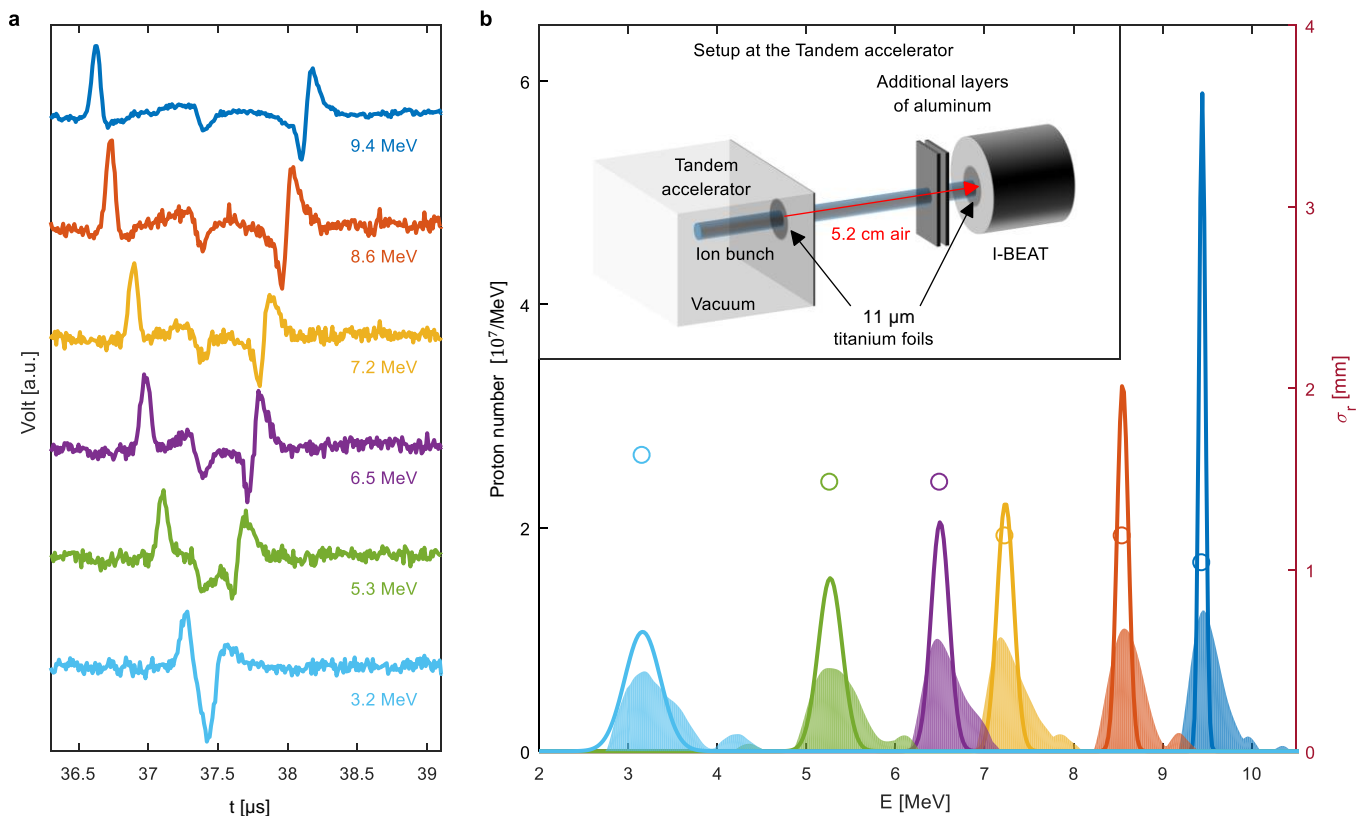 a
9.4 MeV
8.6 MeV
7.2 MeV
6.5 MeV
5.3 MeV
3.2 MeV
Volt [a.u.]
36.5 37 37.5 38 38.5 39
t [µs]
b
Setup at the Tandem accelerator
Additional layers
of aluminum
Tandem
accelerator
Ion bunch
Vacuum
5.2 cm air
I-BEAT
11 µm
titanium foils
Proton number [10⁷/MeV]
6
4
2
0
4
3
2
1
0
σᵣ [mm]
2 3 4 5 6 7 8 9 10
E [MeV]